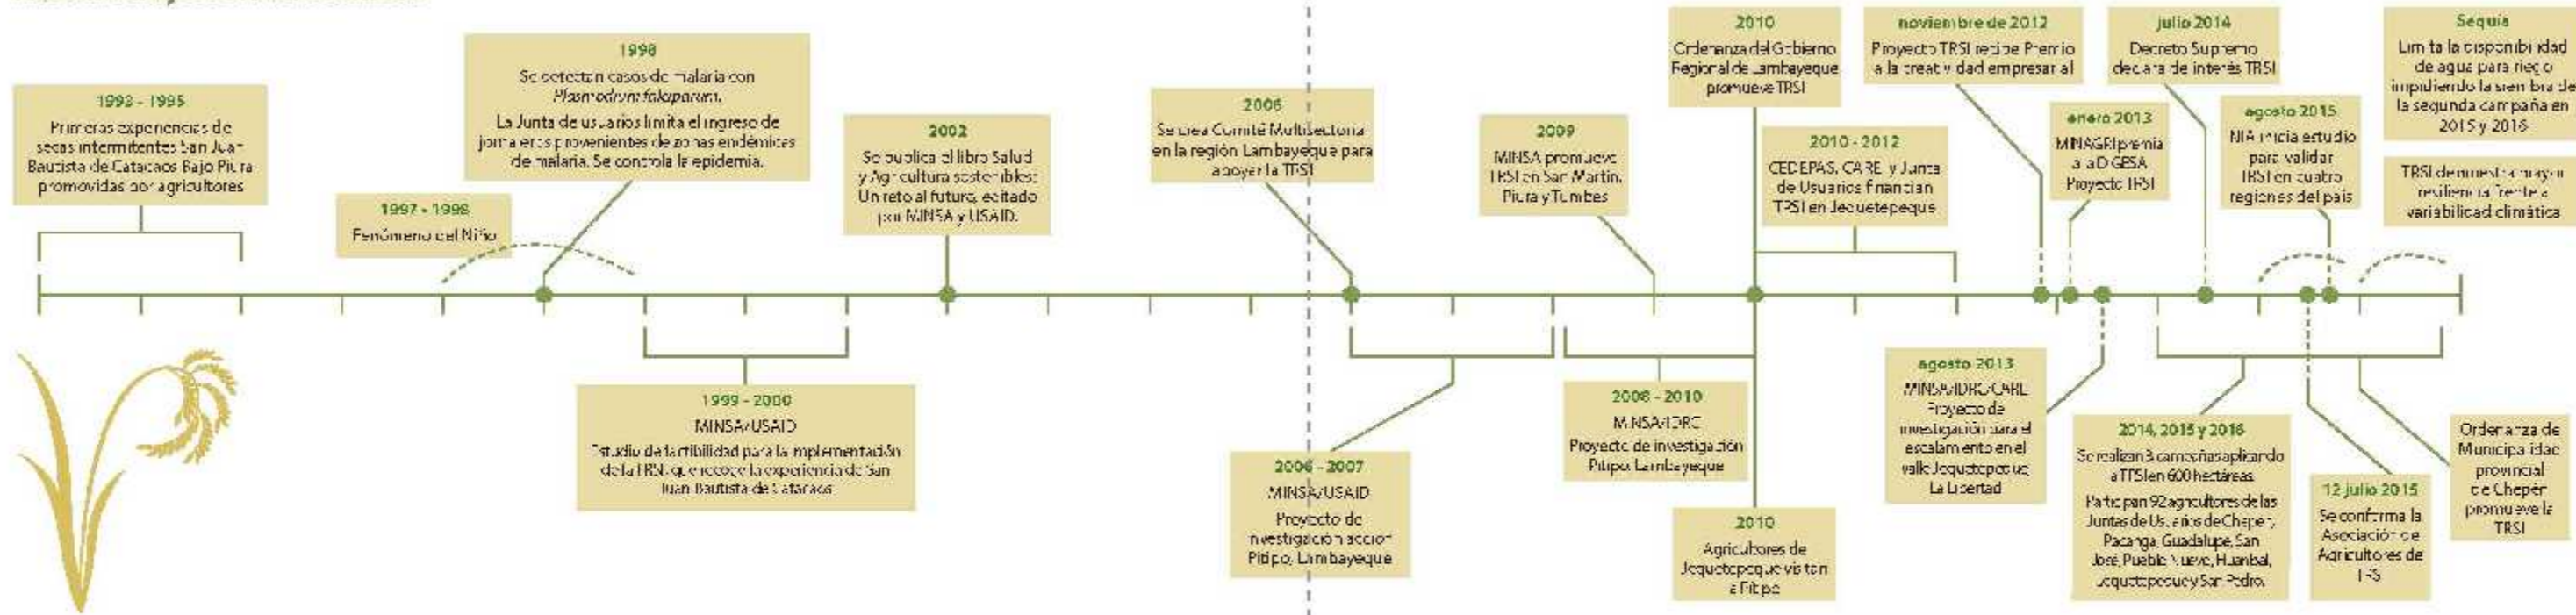 1993 - 1995
Primeras experiencias de
secas intermitentes San Juan
Bautista de Catacaos Bajo Piura
promovidas por agricultores
1997 - 1998
Fenómeno del Niño
1998
Se detectan casos de malaria con
Plasmodium falciparum.
La Junta de usuarios limita el ingreso de
jornaleros provenientes de zonas endémicas
de malaria. Se controla la epidemia.
1999 - 2000
MINSA/USAID
Estudio de factibilidad para la implementación
de la TRSI, que recoge la experiencia de San
Juan Bautista de Catacaos
2002
Se publica el libro Salud
y Agricultura sostenibles:
Un reto al futuro, editado
por MINSA y USAID.
2006
Se crea Comité Multisectorial
en la región Lambayeque para
apoyar la TRSI
2006 - 2007
MINSA/USAID
Proyecto de
investigación acción
Pítipo, Lambayeque
2009
MINSA promueve
TRSI en San Martín,
Piura y Tumbes
2008 - 2010
MINSA/IDRC
Proyecto de investigación
Pítipo, Lambayeque
2010
Ordenanza del Gobierno
Regional de Lambayeque
promueve TRSI
2010 - 2012
CEDEPAS, CARE, y Junta
de Usuarios financian
TRSI en Jequetepeque
2010
Agricultores de
Jequetepeque visitan
a Pítipo
noviembre de 2012
Proyecto TRSI recibe Premio
a la creatividad empresarial
enero 2013
MINAGRI premia
a la DIGESA
Proyecto TRSI
agosto 2013
MINSA/IDRC/CARE
Proyecto de
investigación para el
escalamiento en el
valle Jequetepeque,
La Libertad
julio 2014
Decreto Supremo
declara de interés TRSI
2014, 2015 y 2016
Se realizan 3 campañas aplicando
la TRSI en 600 hectáreas.
Participan 92 agricultores de las
Juntas de Usuarios de Chepén,
Pacanga, Guadalupe, San
José, Pueblo Nuevo, Huanbal,
Jequetepeque y San Pedro.
agosto 2015
INIA inicia estudio
para validar
TRSI en cuatro
regiones del país
12 julio 2015
Se conforma la
Asociación de
Agricultores de
TRSI
Ordenanza de
Municipalidad
provincial
de Chepén
promueve la
TRSI
Sequía
Limita la disponibilidad
de agua para riego
impidiendo la siembra de
la segunda campaña en
2015 y 2016
TRSI demuestra mayor
resiliencia frente a
variabilidad climática